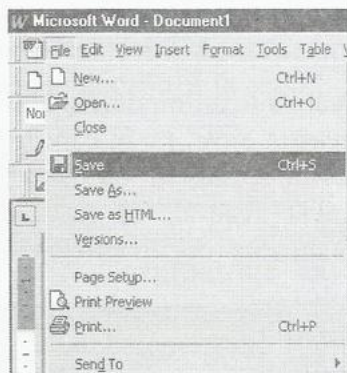 Microsoft Word - Document1
File Edit View Insert Format Tools Table
New... Ctrl+N
Open... Ctrl+O
Close
Save Ctrl+S
Save As...
Save as HTML...
Versions...
Page Setup...
Print Preview
Print... Ctrl+P
Send To